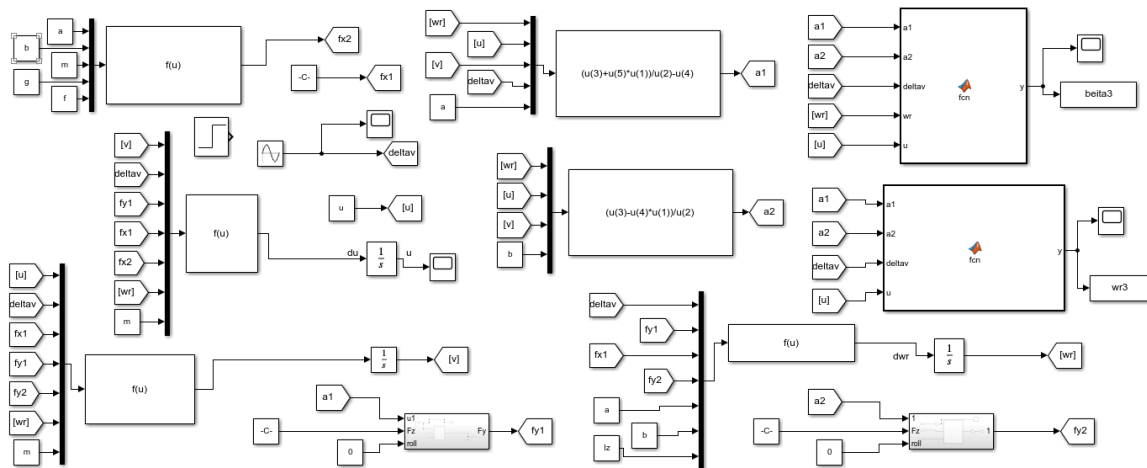 a
b
m
g
f
f(u)
fx2
-C-
fx1
[wr]
[u]
[v]
deltav
a
(u(3)+u(5)*u(1))/u(2)-u(4)
a1
a1
a2
deltav
[wr]
[u]
a1
a2
deltav
wr
u
fcn
y
beita3
[v]
deltav
fy1
fx1
fx2
[wr]
m
f(u)
deltav
u
[u]
du
1
s
u
[wr]
[u]
[v]
b
(u(3)-u(4)*u(1))/u(2)
a2
a1
a2
deltav
[u]
a1
a2
deltav
u
fcn
y
wr3
[u]
deltav
fx1
fy1
fy2
[wr]
m
f(u)
1
s
[v]
deltav
fy1
fx1
fy2
a
b
Iz
f(u)
dwr
1
s
[wr]
a1
-C-
0
u1
Fz
roll
Fy
fy1
a2
-C-
0
1
Fz
roll
1
fy2